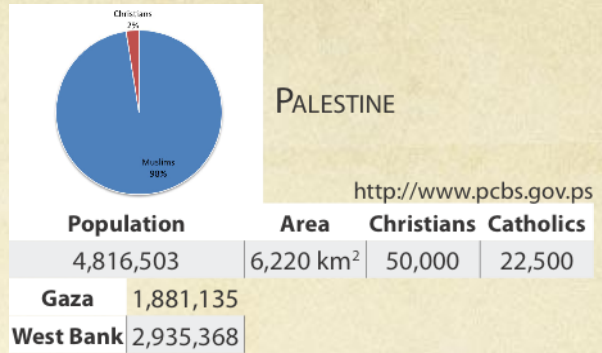 Christians
2%
Muslims
98%
PALESTINE
http://www.pcbs.gov.ps
Population Area Christians Catholics
4,816,503 6,220 km² 50,000 22,500
Gaza 1,881,135
West Bank 2,935,368